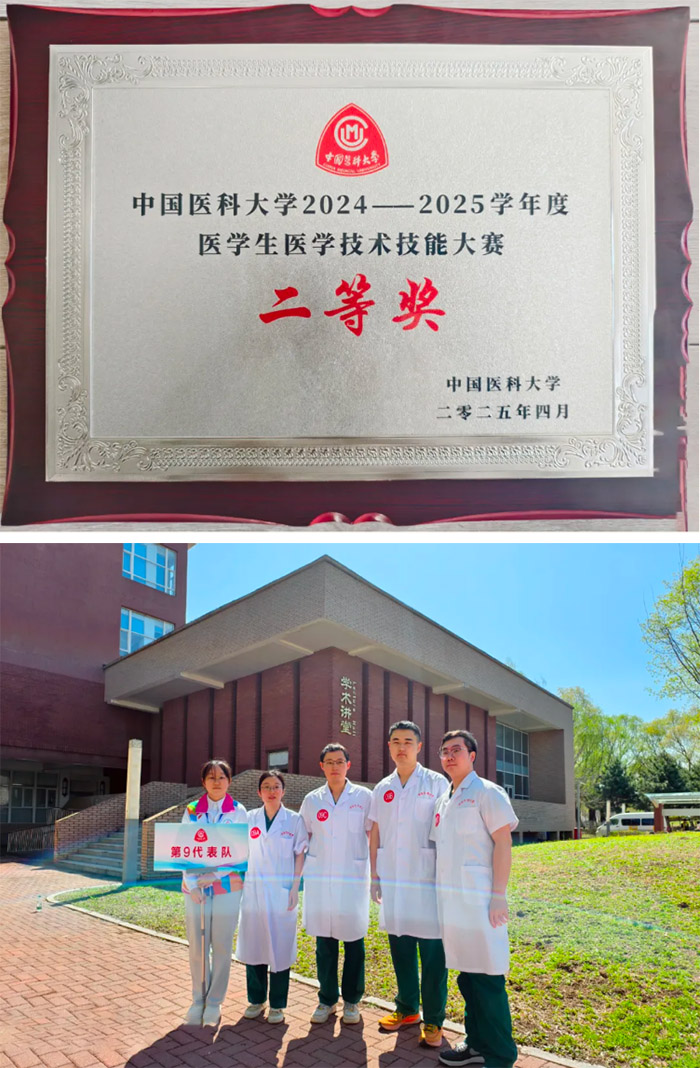 中国医科大学
中国医科大学2024——2025学年度
医学生医学技术技能大赛
二等奖
中国医科大学
二零二五年四月
学术讲堂
第9代表队